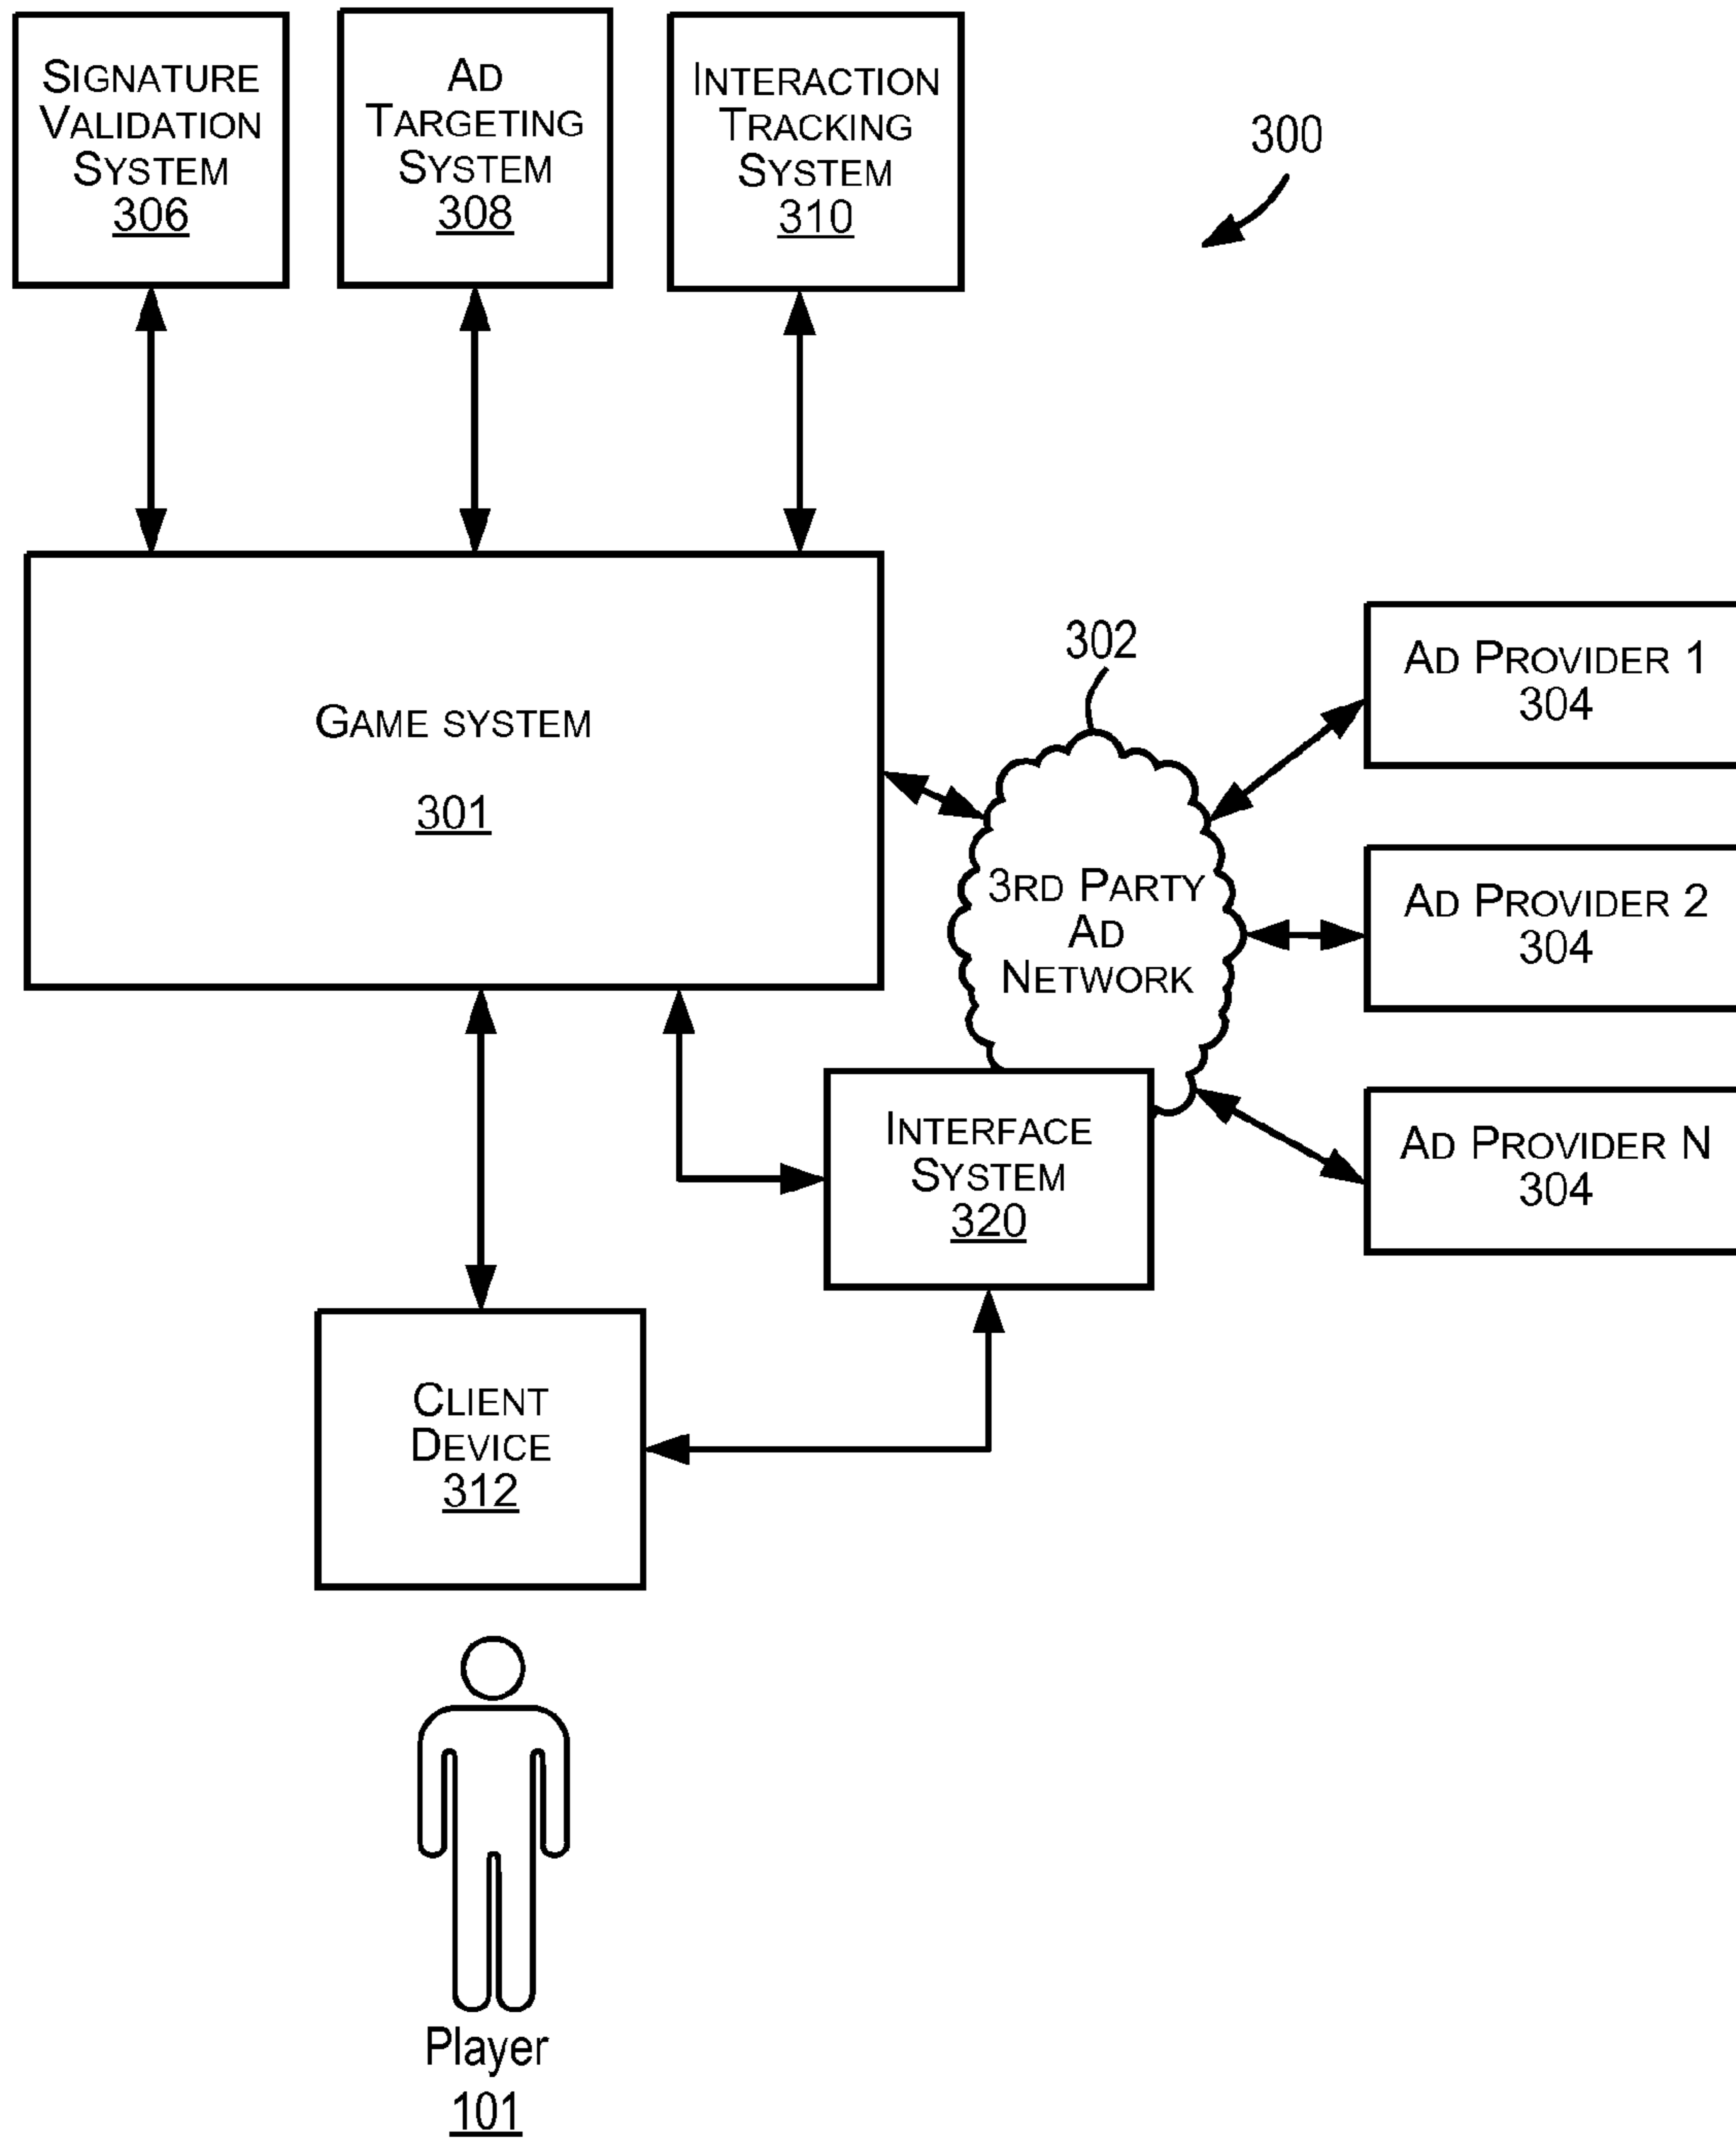 SIGNATURE
VALIDATION
SYSTEM
306
AD
TARGETING
SYSTEM
308
INTERACTION
TRACKING
SYSTEM
310
300
GAME SYSTEM
301
302
3RD PARTY
AD
NETWORK
AD PROVIDER 1
304
AD PROVIDER 2
304
AD PROVIDER N
304
INTERFACE
SYSTEM
320
CLIENT
DEVICE
312
Player
101